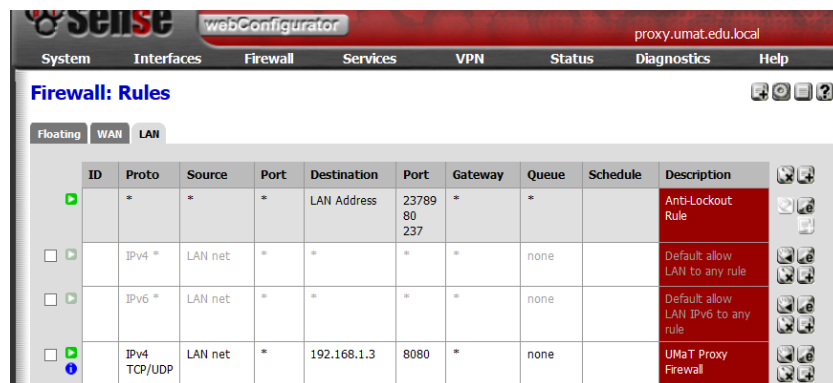 Sense webConfigurator
proxy.umat.edu.local
System Interfaces Firewall Services VPN Status Diagnostics Help
Firewall: Rules
?
Floating WAN LAN
ID Proto Source Port Destination Port Gateway Queue Schedule Description
* * * LAN Address 23789 * * Anti-Lockout
80 Rule
237
IPv4 * LAN net * * * * none Default allow
LAN to any rule
IPv6 * LAN net * * * * none Default allow
LAN IPv6 to any
rule
IPv4 LAN net * 192.168.1.3 8080 * none UMaT Proxy
TCP/UDP Firewall